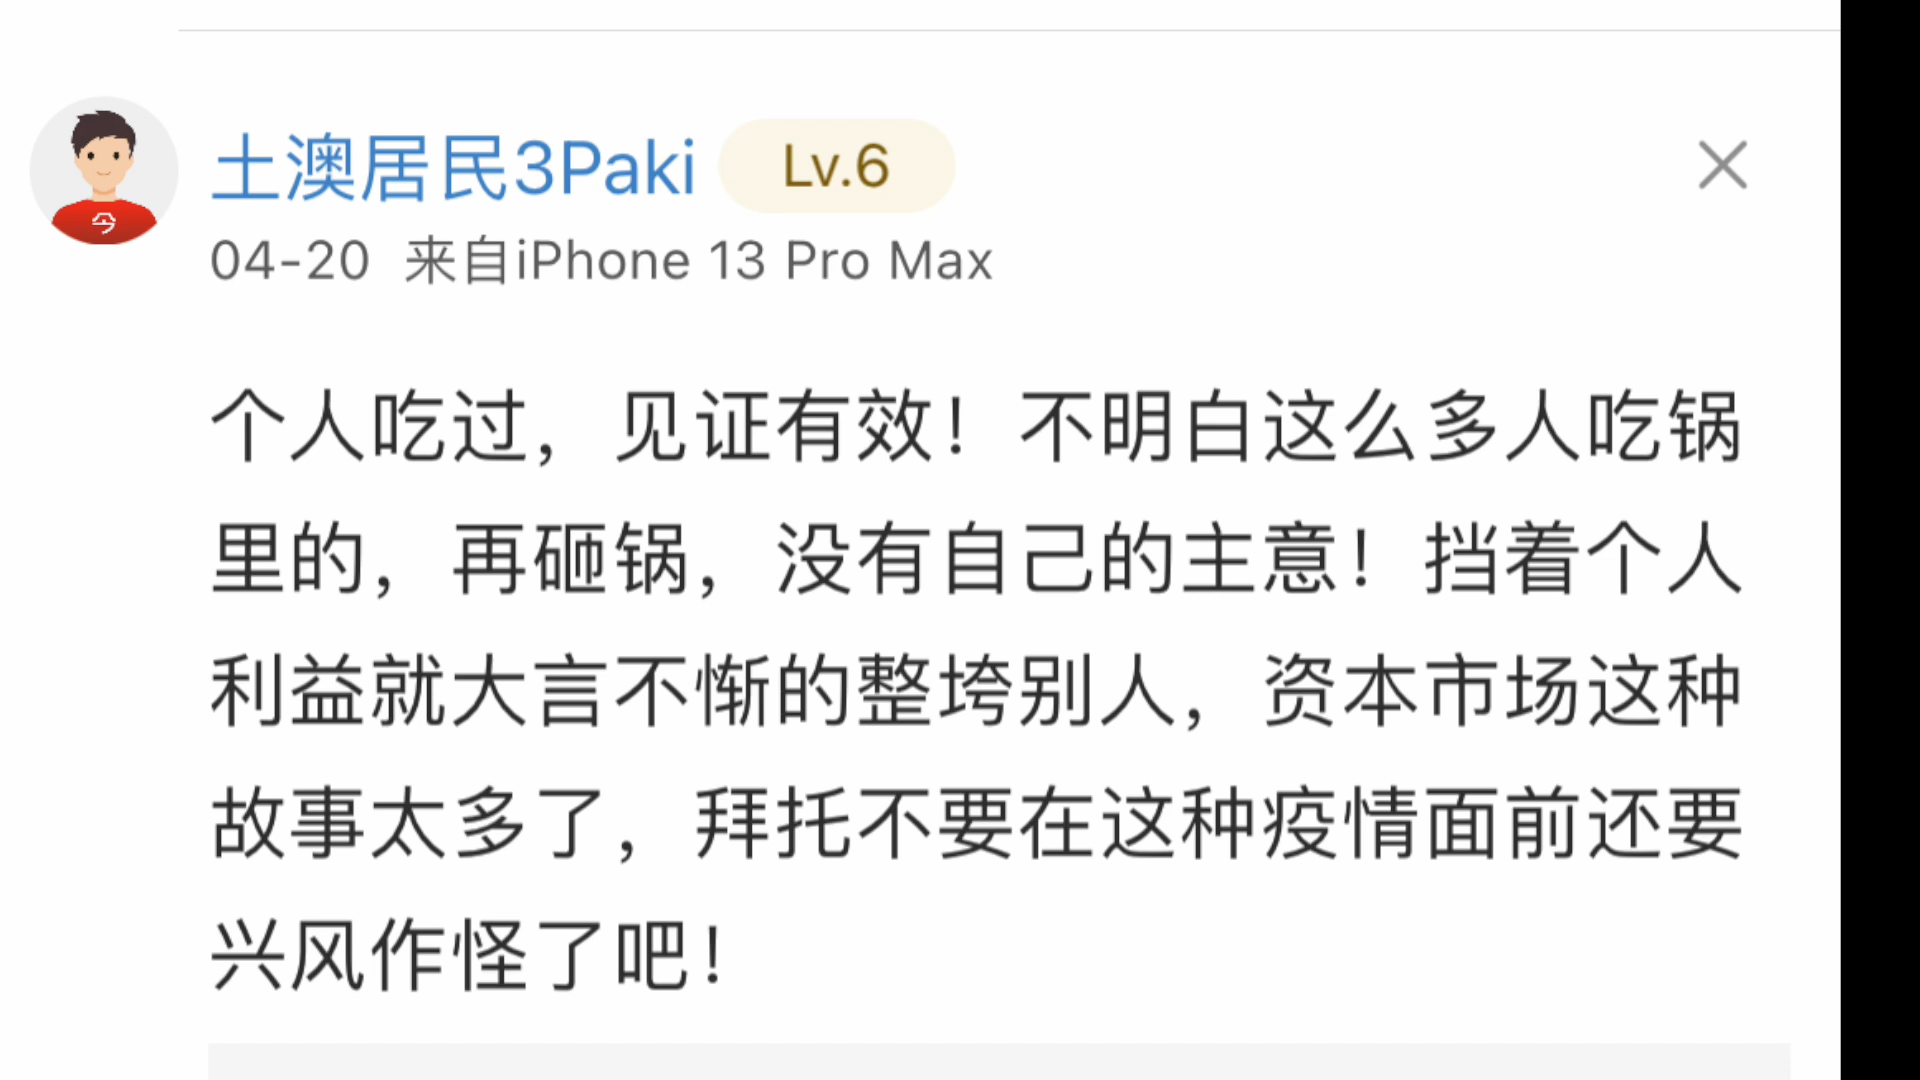 土澳居民3Paki Lv.6
04-20 来自iPhone 13 Pro Max
今
个人吃过，见证有效！不明白这么多人吃锅
里的，再砸锅，没有自己的主意！挡着个人
利益就大言不惭的整垮别人，资本市场这种
故事太多了，拜托不要在这种疫情面前还要
兴风作怪了吧！